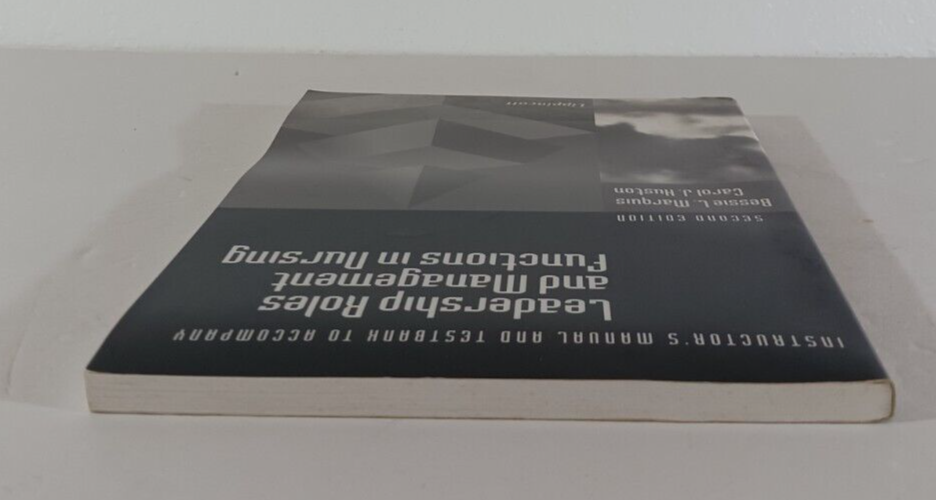 INSTRUCTOR'S MANUAL AND TESTBANK TO ACCOMPANY
Leadership Roles
and Management
Functions in Nursing
SECOND EDITION
Bessie L. Marquis
Carol J. Huston
Lippincott